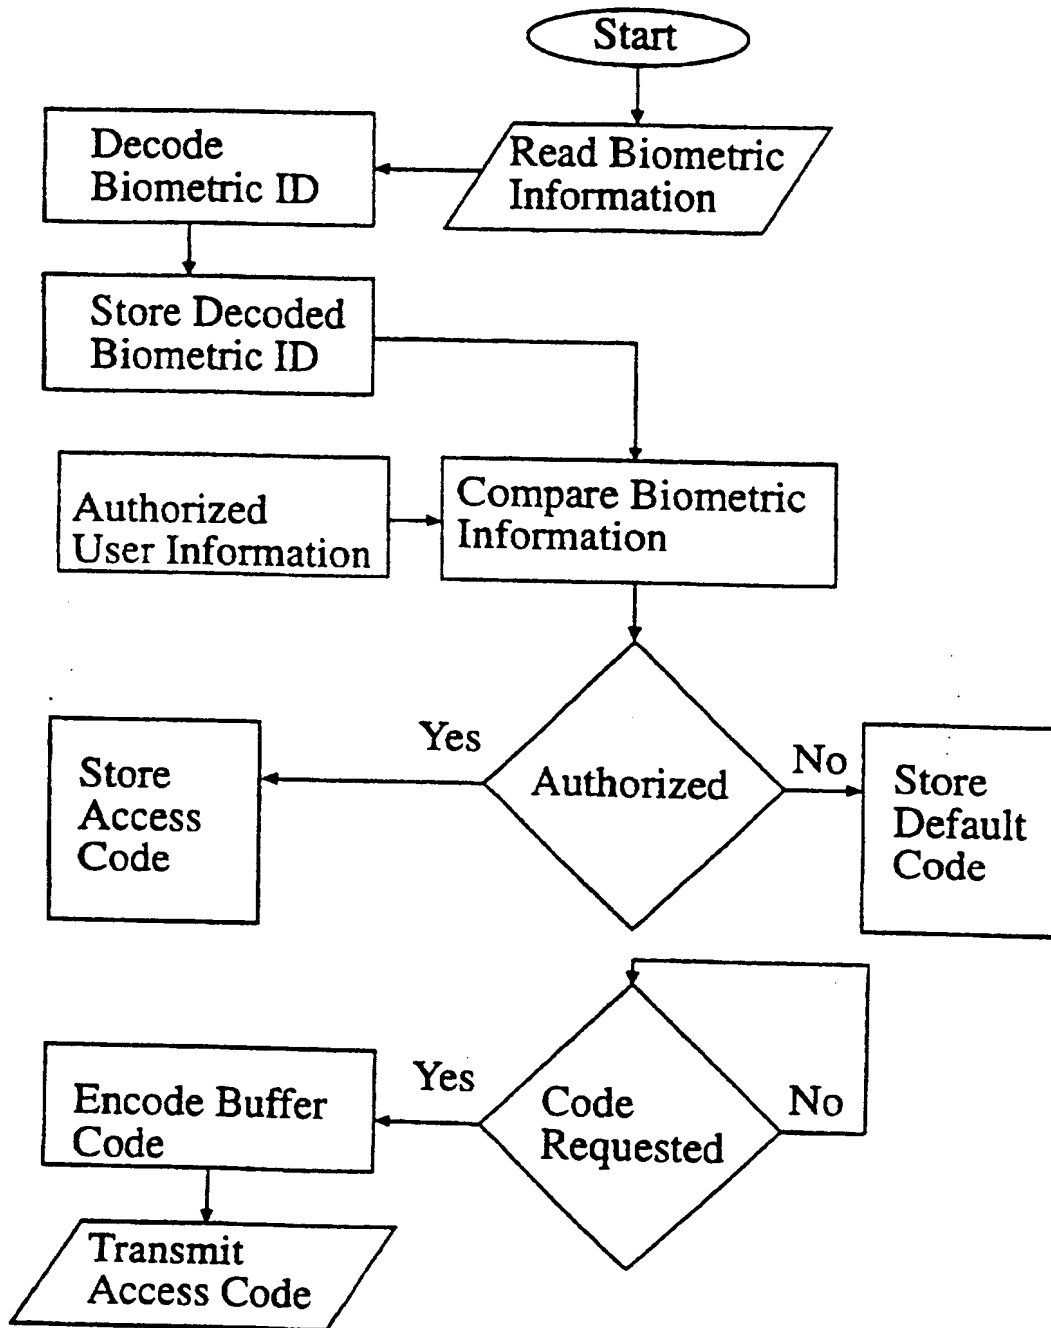 Start
Read Biometric
Information
Decode
Biometric ID
Store Decoded
Biometric ID
Authorized
User Information
Compare Biometric
Information
Authorized
Yes
No
Store
Access
Code
Store
Default
Code
Code
Requested
Yes
No
Encode Buffer
Code
Transmit
Access Code